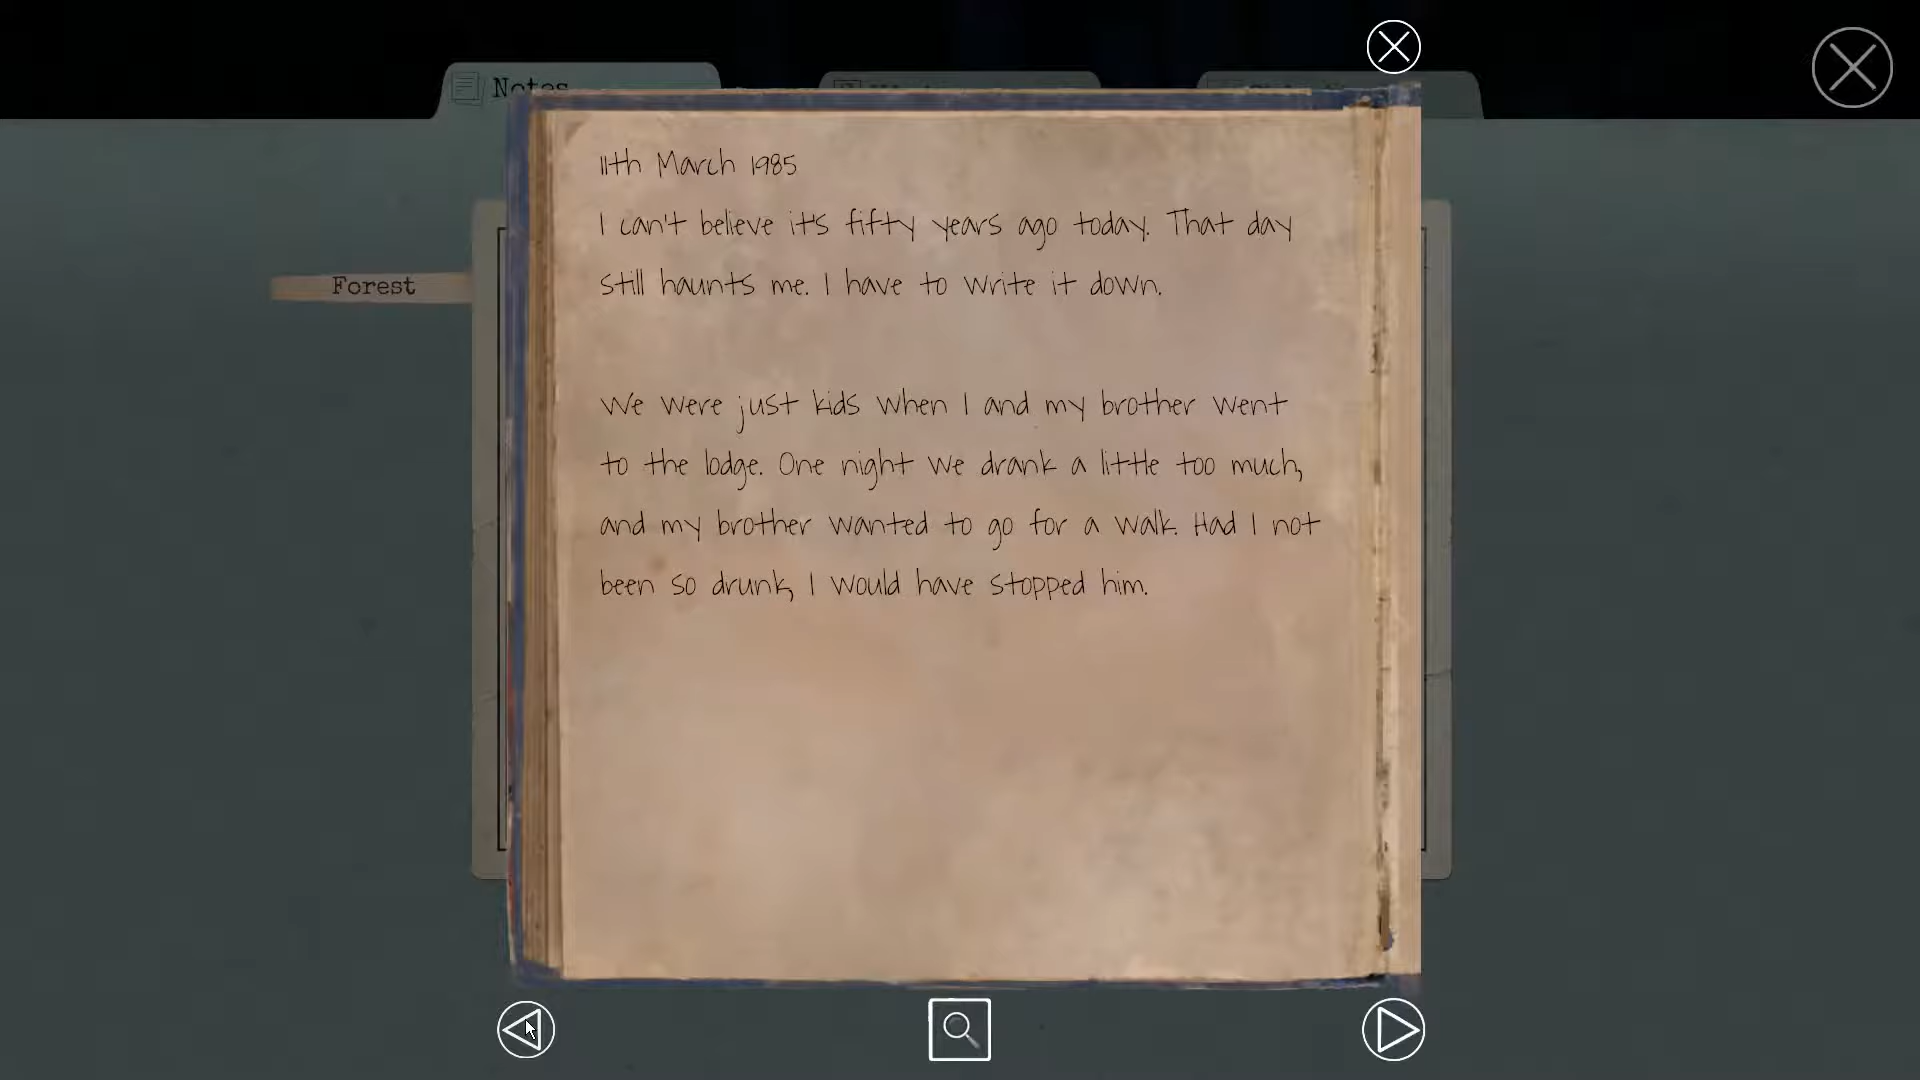 Notes
11th March 1985
I can't believe it's fifty years ago today. That day
still haunts me. I have to write it down.
Forest
We were just kids when I and my brother went
to the lodge. One night we drank a little too much,
and my brother wanted to go for a walk. Had I not
been so drunk, I would have stopped him.